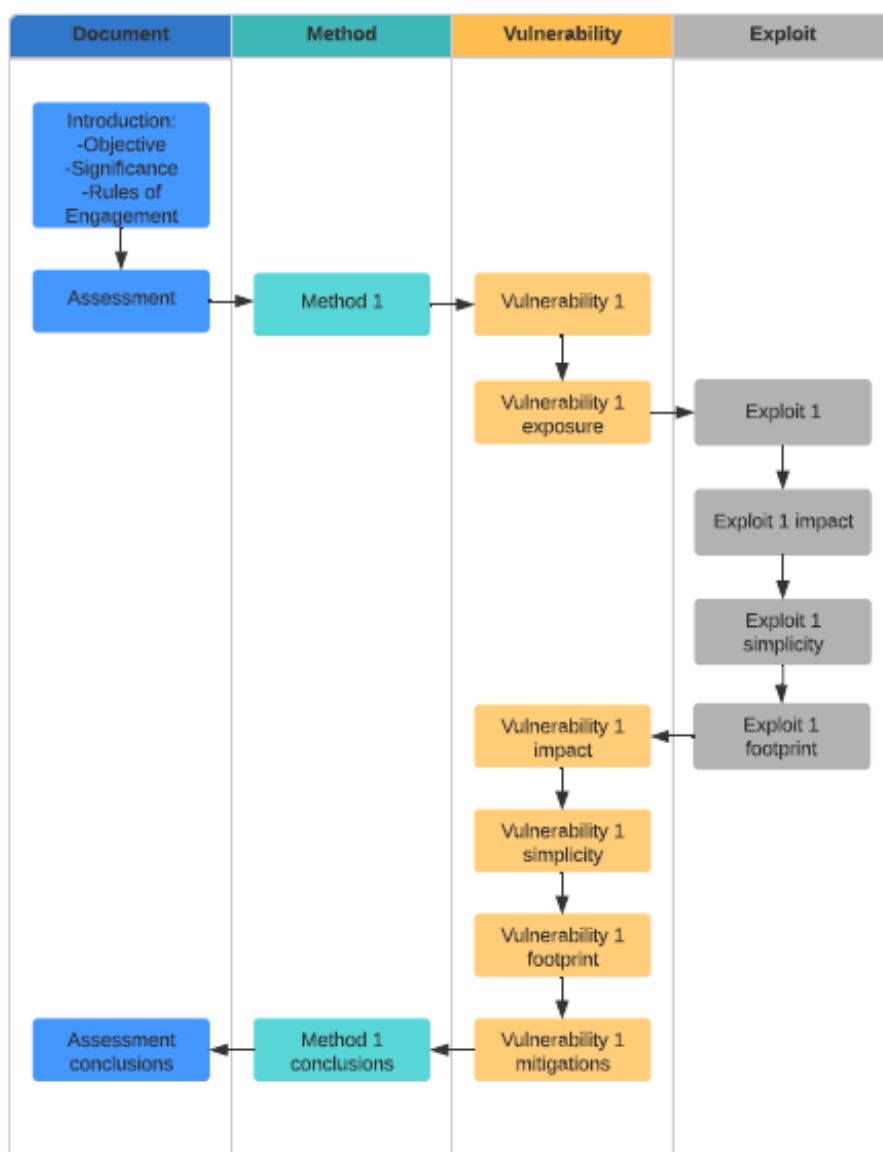 Document
Method
Vulnerability
Exploit
Introduction:
-Objective
-Significance
-Rules of
Engagement
Assessment
Method 1
Vulnerability 1
Vulnerability 1
exposure
Exploit 1
Exploit 1 impact
Exploit 1
simplicity
Exploit 1
footprint
Vulnerability 1
impact
Vulnerability 1
simplicity
Vulnerability 1
footprint
Vulnerability 1
mitigations
Method 1
conclusions
Assessment
conclusions